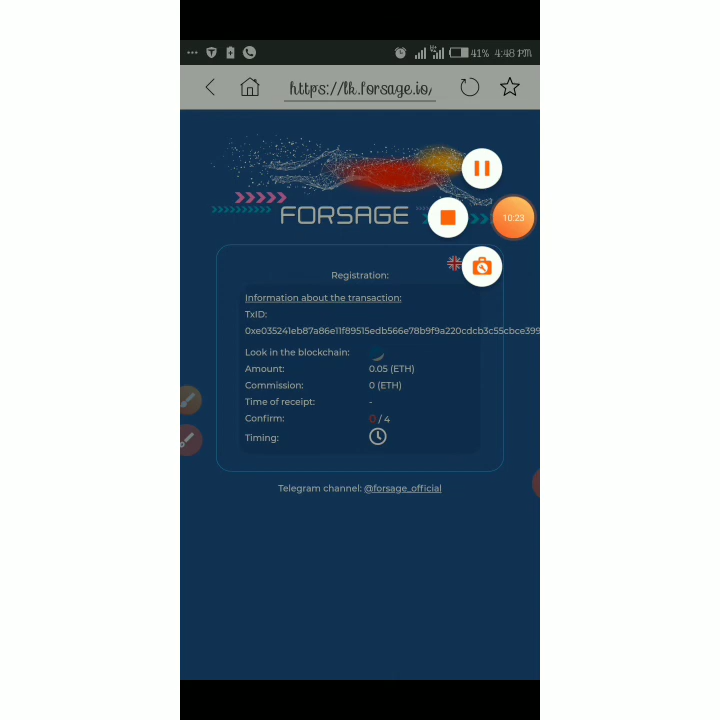 41% 4:48 PM
https://lk.forsage.io/
FORSAGE
10:23
Registration:
Information about the transaction:
TxID:
0xe035241eb87a86e11f89515edb566e78b9f9a220cdcb3c55cbce399
Look in the blockchain:
Amount: 0.05 (ETH)
Commission: 0 (ETH)
Time of receipt: -
Confirm: 0 / 4
Timing:
Telegram channel: @forsage_official